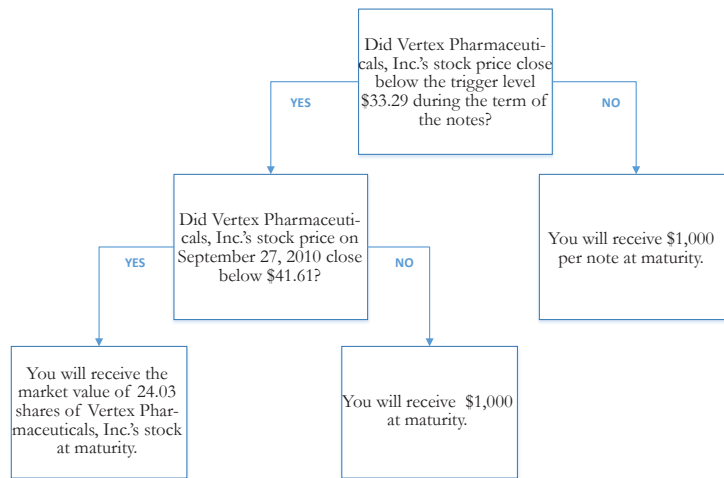 Did Vertex Pharmaceuti-
cals, Inc.'s stock price close
below the trigger level
$33.29 during the term of
the notes?
YES
NO
Did Vertex Pharmaceuti-
cals, Inc.'s stock price on
September 27, 2010 close
below $41.61?
You will receive $1,000
per note at maturity.
YES
NO
You will receive the
market value of 24.03
shares of Vertex Phar-
maceuticals, Inc.'s stock
at maturity.
You will receive $1,000
at maturity.